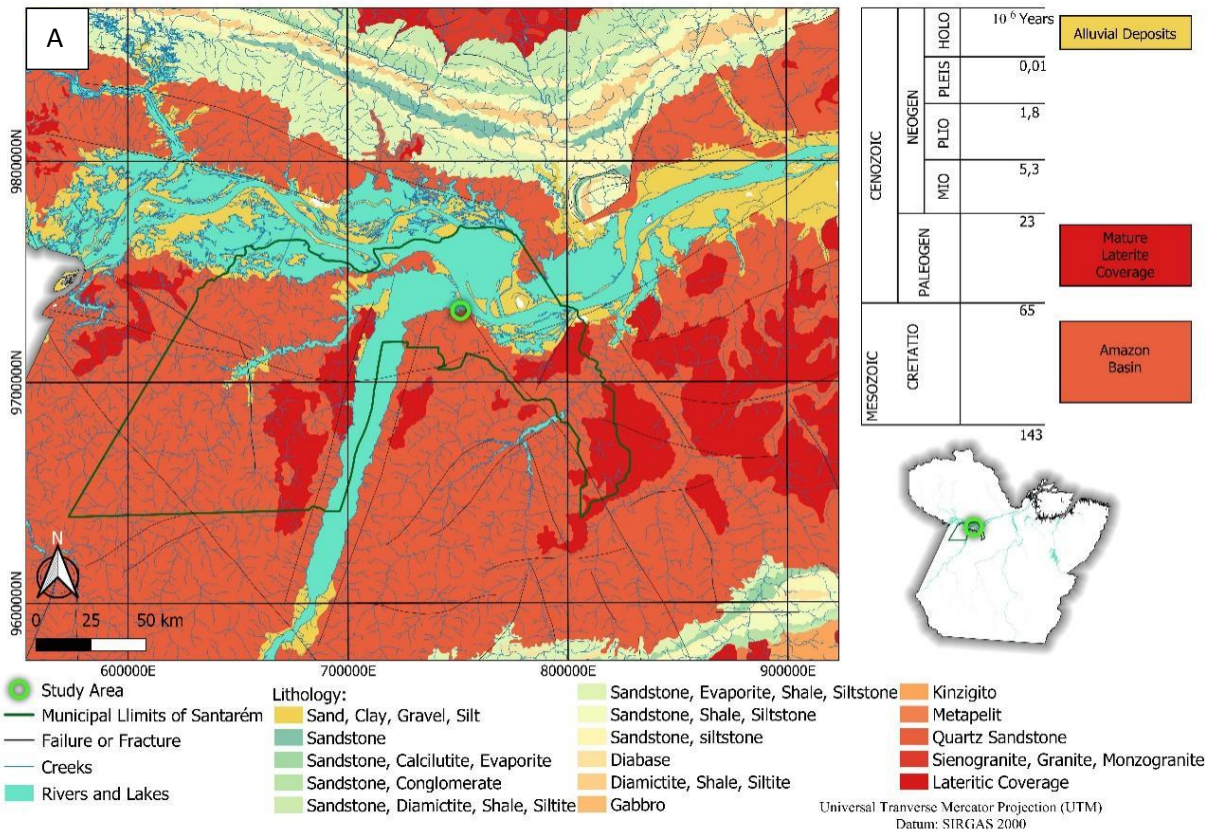 A
9800000N
9700000N
9600000N
N
0 25 50 km
600000E 700000E 800000E 900000E
CENOZOIC
NEOGEN
HOLO
PLEIS
PLIO
MIO
PALEOGEN
MESOZOIC
CRETATIO
10 6 Years
0,01
1,8
5,3
23
65
143
Alluvial Deposits
Mature
Laterite
Coverage
Amazon
Basin
Study Area
Municipal Llimits of Santarém
Failure or Fracture
Creeks
Rivers and Lakes
Lithology:
Sand, Clay, Gravel, Silt
Sandstone
Sandstone, Calcilutite, Evaporite
Sandstone, Conglomerate
Sandstone, Diamictite, Shale, Siltite
Sandstone, Evaporite, Shale, Siltstone
Sandstone, Shale, Siltstone
Sandstone, siltstone
Diabase
Diamictite, Shale, Siltite
Gabbro
Kinzigito
Metapelit
Quartz Sandstone
Sienogranite, Granite, Monzogranite
Lateritic Coverage
Universal Tranverse Mercator Projection (UTM)
Datum: SIRGAS 2000